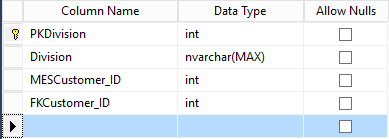 Column Name Data Type Allow Nulls
PKDivision int
Division nvarchar(MAX)
MESCustomer_ID int
FKCustomer_ID int